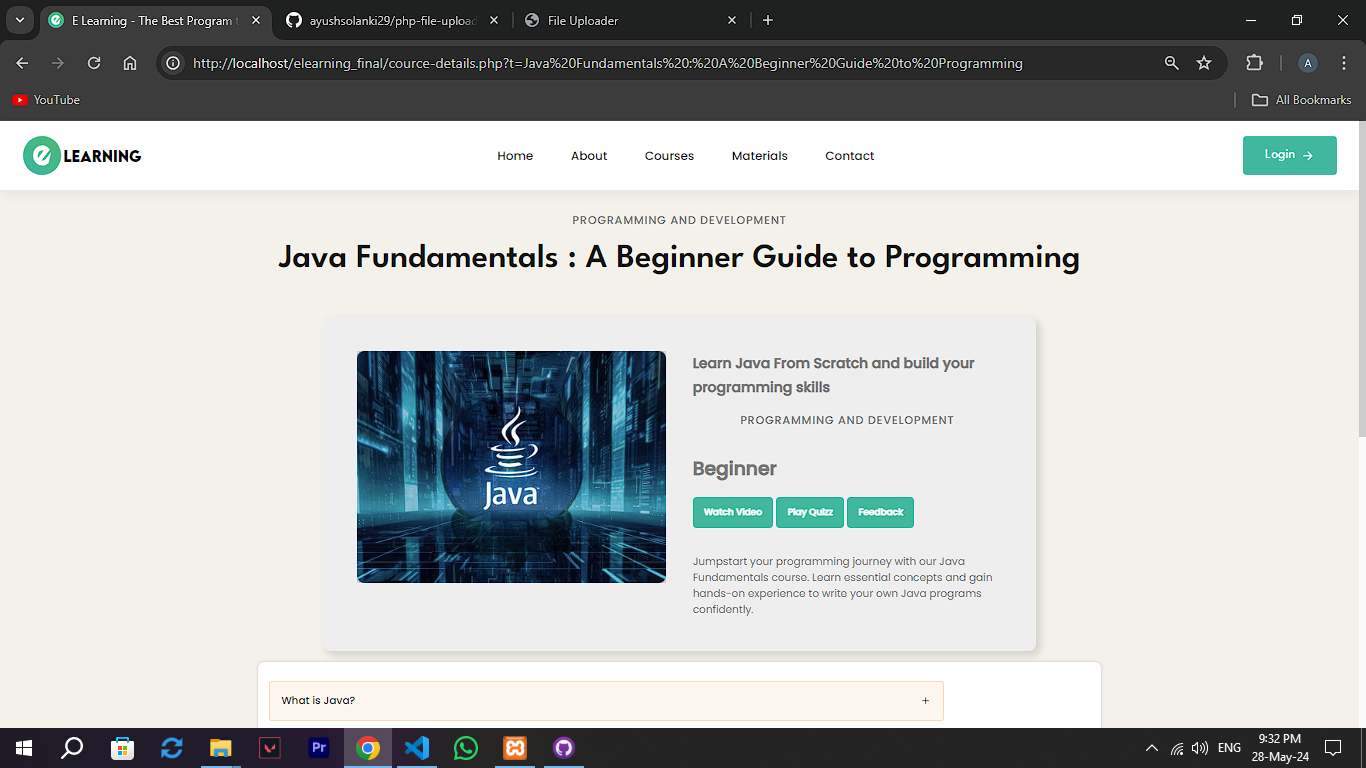 E Learning - The Best Program t
ayushsolanki29/php-file-upload
File Uploader
http://localhost/elearning_final/cource-details.php?t=Java%20Fundamentals%20:%20A%20Beginner%20Guide%20to%20Programming
A
YouTube
All Bookmarks
e LEARNING
Home
About
Courses
Materials
Contact
Login →
PROGRAMMING AND DEVELOPMENT
Java Fundamentals : A Beginner Guide to Programming
Java
Learn Java From Scratch and build your
programming skills
PROGRAMMING AND DEVELOPMENT
Beginner
Watch Video
Play Quizz
Feedback
Jumpstart your programming journey with our Java
Fundamentals course. Learn essential concepts and gain
hands-on experience to write your own Java programs
confidently.
What is Java? +
Pr
ENG
9:32 PM
28-May-24